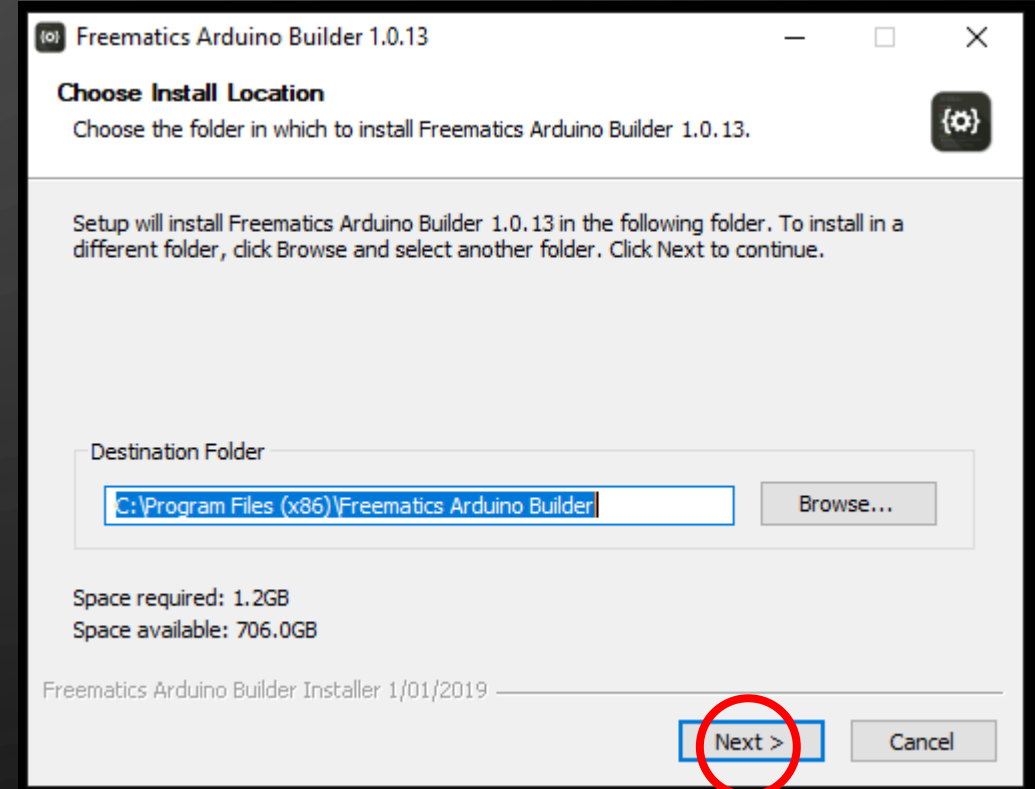 Freematics Arduino Builder 1.0.13
Choose Install Location
Choose the folder in which to install Freematics Arduino Builder 1.0.13.
Setup will install Freematics Arduino Builder 1.0.13 in the following folder. To install in a
different folder, click Browse and select another folder. Click Next to continue.
Destination Folder
C:\Program Files (x86)\Freematics Arduino Builder
Browse...
Space required: 1.2GB
Space available: 706.0GB
Freematics Arduino Builder Installer 1/01/2019
Next >
Cancel